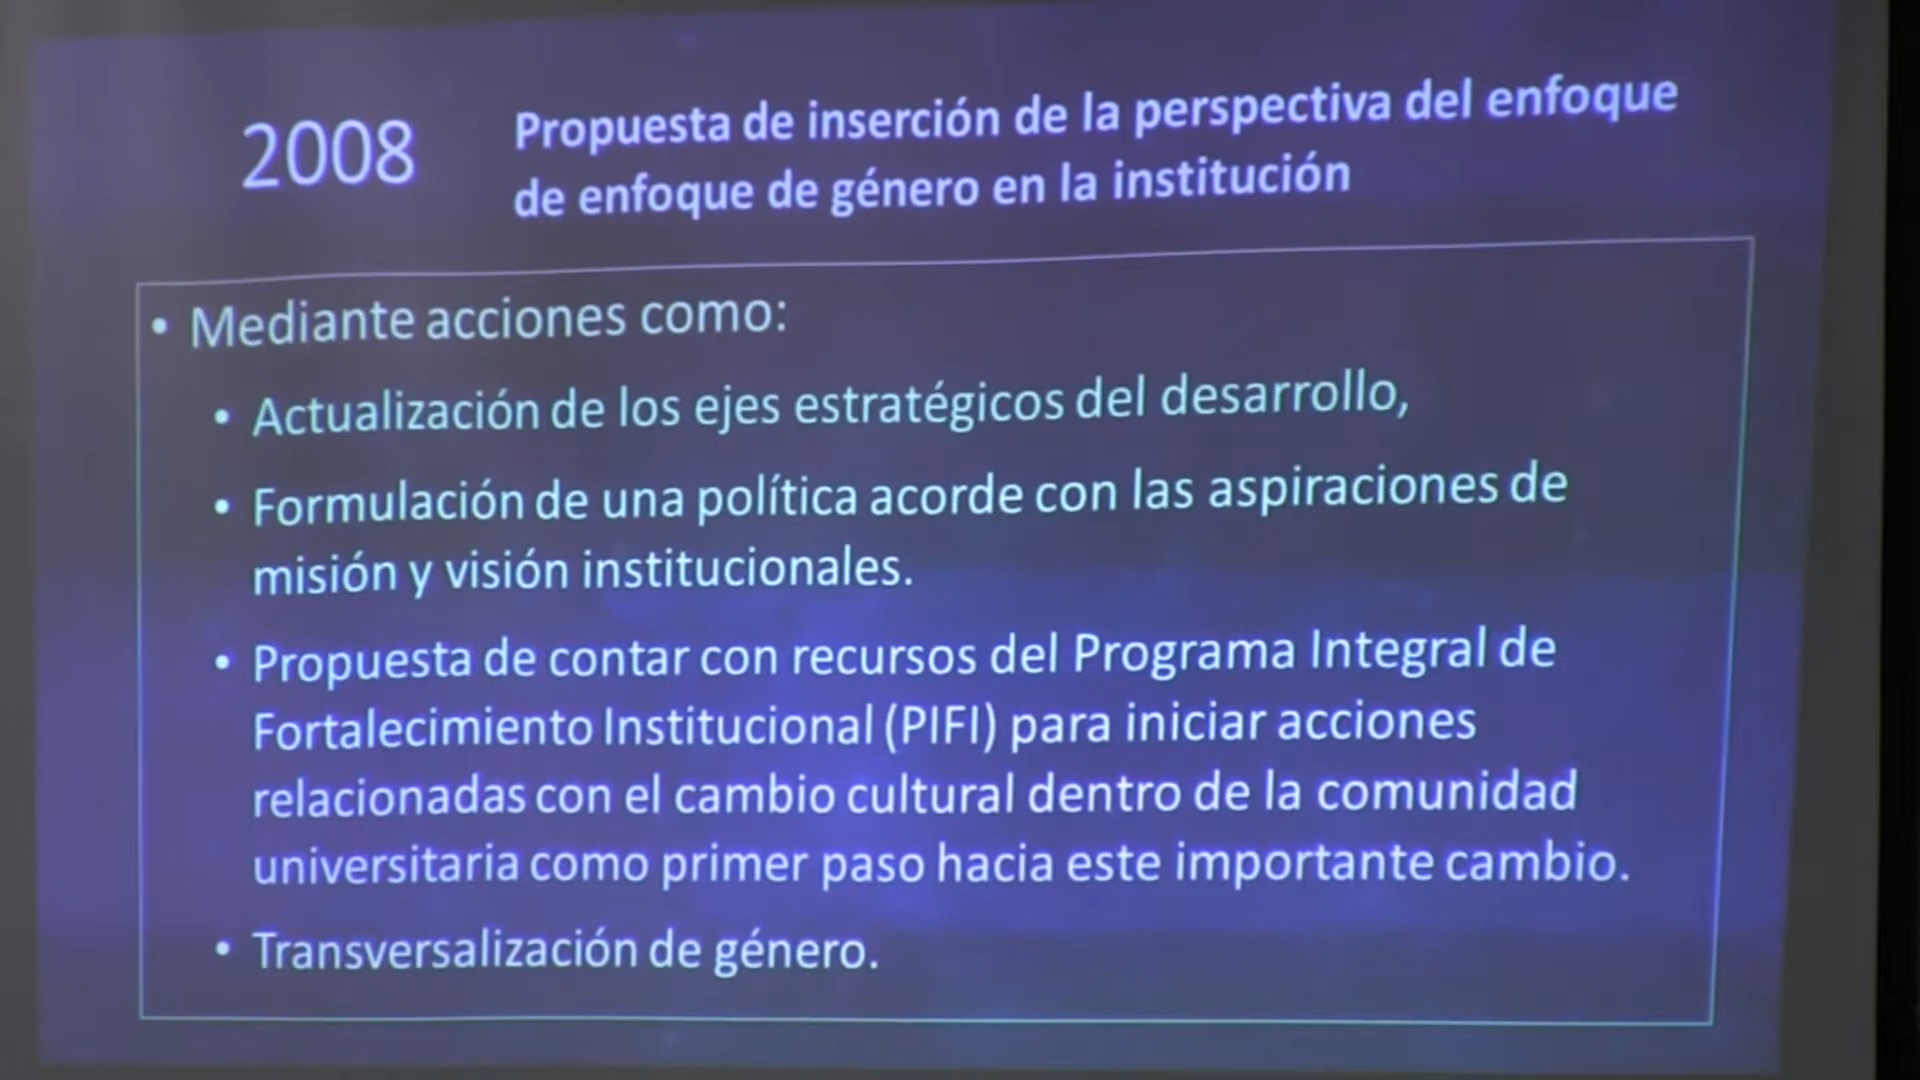 2008
Propuesta de inserción de la perspectiva del enfoque
de enfoque de género en la institución
• Mediante acciones como:
• Actualización de los ejes estratégicos del desarrollo,
• Formulación de una política acorde con las aspiraciones de
misión y visión institucionales.
• Propuesta de contar con recursos del Programa Integral de
Fortalecimiento Institucional (PIFI) para iniciar acciones
relacionadas con el cambio cultural dentro de la comunidad
universitaria como primer paso hacia este importante cambio.
• Transversalización de género.